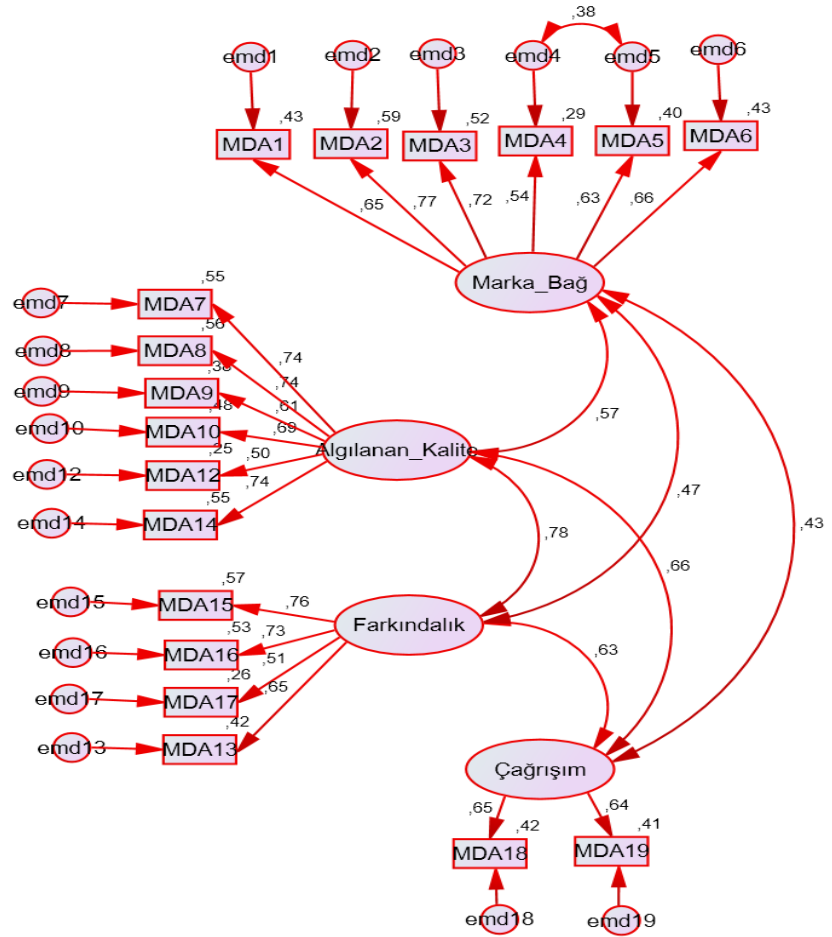 ,38
emd1 emd2 emd3 emd4 emd5 emd6
,43 ,59 ,52 ,29 ,40 ,43
MDA1 MDA2 MDA3 MDA4 MDA5 MDA6
,65 ,77 ,72 ,54 ,63 ,66
Marka_Bağ
,55
emd7 MDA7
,56
emd8 MDA8 ,74
,38 ,74
emd9 MDA9 ,61
,48
emd10 MDA10 ,69
,57
Algılanan_Kalite
,25 ,50
emd12 MDA12
,74
,55
emd14 MDA14
,47
,43
,78
,66
,57
emd15 MDA15 ,76
Farkındalık
,53 ,73
emd16 MDA16 ,51
,63
,26 ,65
emd17 MDA17
,42
emd13 MDA13
Çağrışım
,65 ,64
,42 ,41
MDA18 MDA19
emd18 emd19